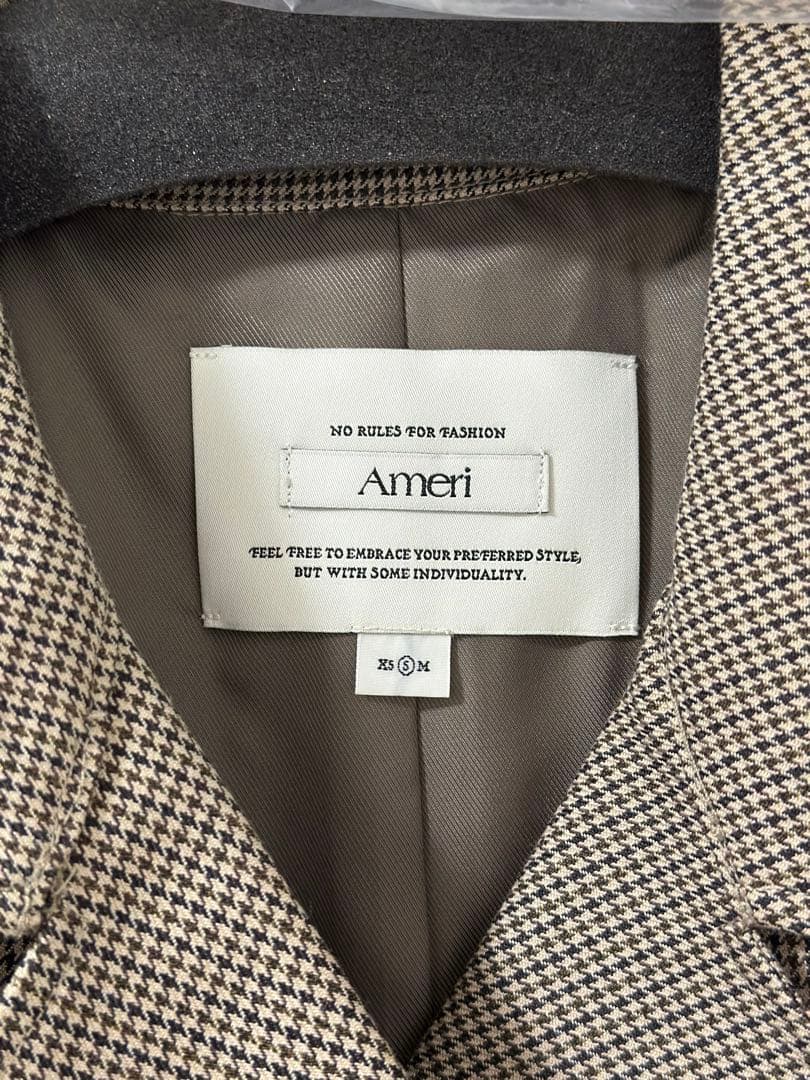 NO RULES FOR FASHION
Ameri
FEEL FREE TO EMBRACE YOUR PREFERRED STYLE,
BUT WITH SOME INDIVIDUALITY.
XS S M